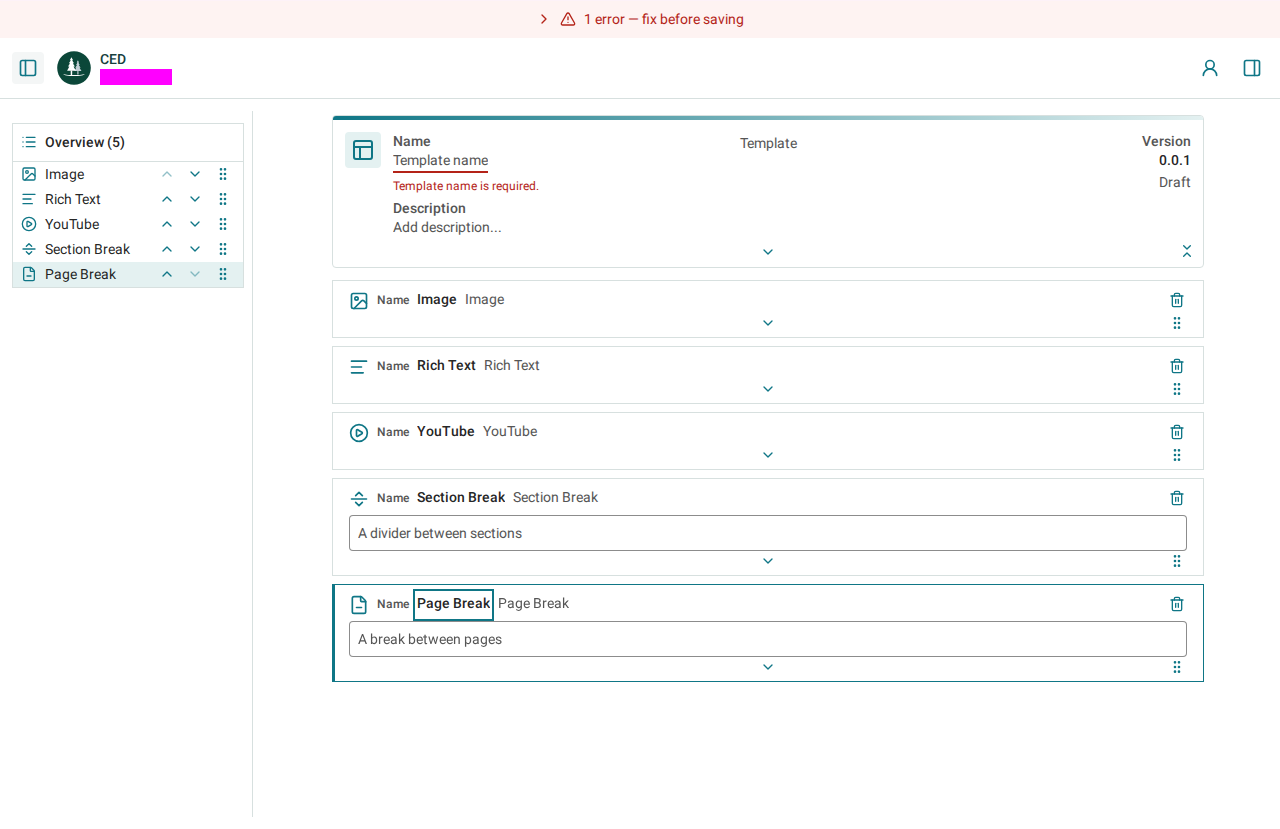 1 error — fix before saving
CED
Overview (5)
Image
Rich Text
YouTube
Section Break
Page Break
Name
Template name
Template name is required.
Description
Add description...
Template
Version
0.0.1
Draft
Name Image Image
Name Rich Text Rich Text
Name YouTube YouTube
Name Section Break Section Break
A divider between sections
Name Page Break Page Break
A break between pages